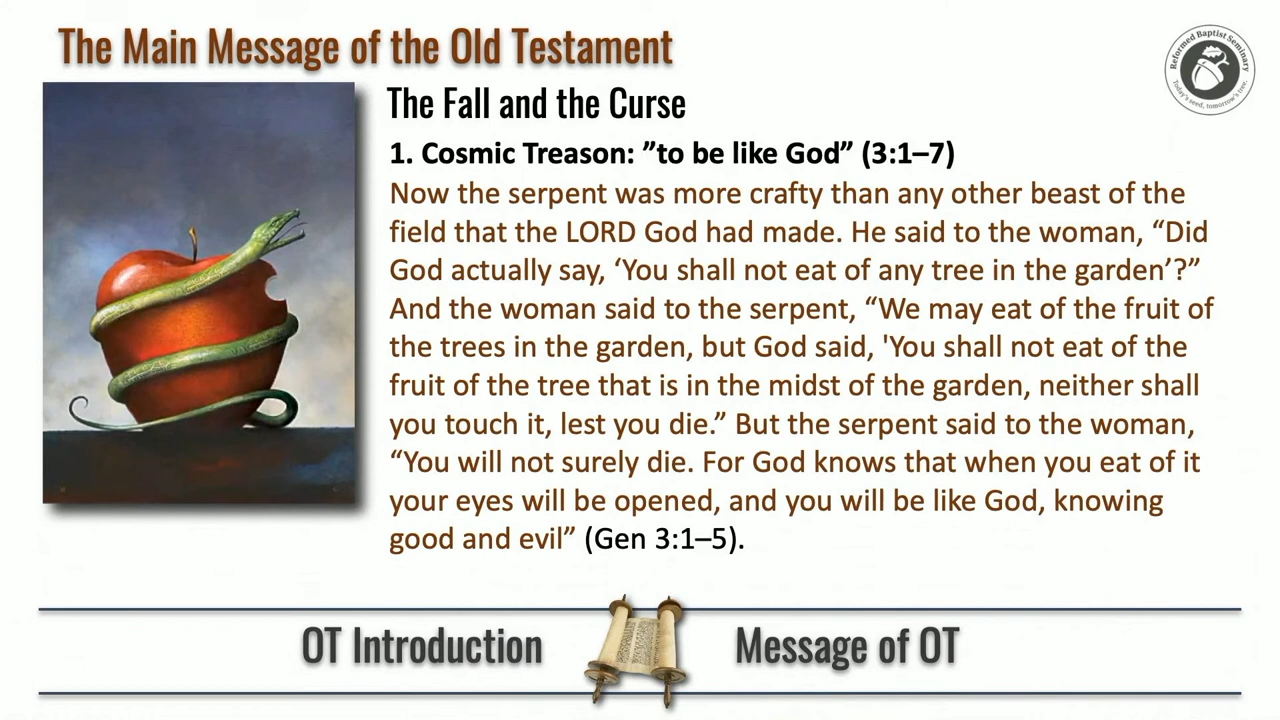 The Main Message of the Old Testament
Reformed Baptist Seminary
Today's seed, tomorrow's tree.
The Fall and the Curse
1. Cosmic Treason: ”to be like God” (3:1–7)
Now the serpent was more crafty than any other beast of the
field that the LORD God had made. He said to the woman, “Did
God actually say, ‘You shall not eat of any tree in the garden’?”
And the woman said to the serpent, “We may eat of the fruit of
the trees in the garden, but God said, 'You shall not eat of the
fruit of the tree that is in the midst of the garden, neither shall
you touch it, lest you die.” But the serpent said to the woman,
“You will not surely die. For God knows that when you eat of it
your eyes will be opened, and you will be like God, knowing
good and evil” (Gen 3:1–5).
OT Introduction
Message of OT